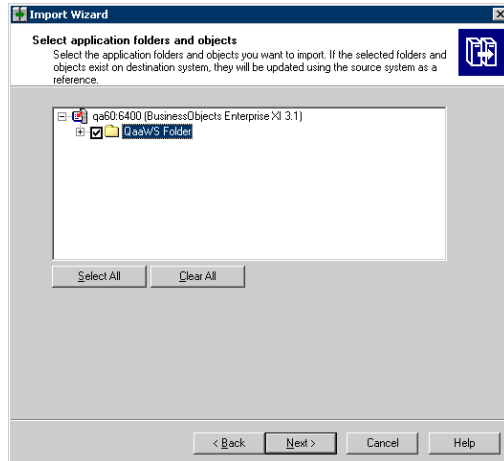 Import Wizard
Select application folders and objects
Select the application folders and objects you want to import. If the selected folders and
objects exist on destination system, they will be updated using the source system as a
reference.
qa60:6400 (BusinessObjects Enterprise XI 3.1)
QaaWS Folder
Select All
Clear All
< Back
Next >
Cancel
Help